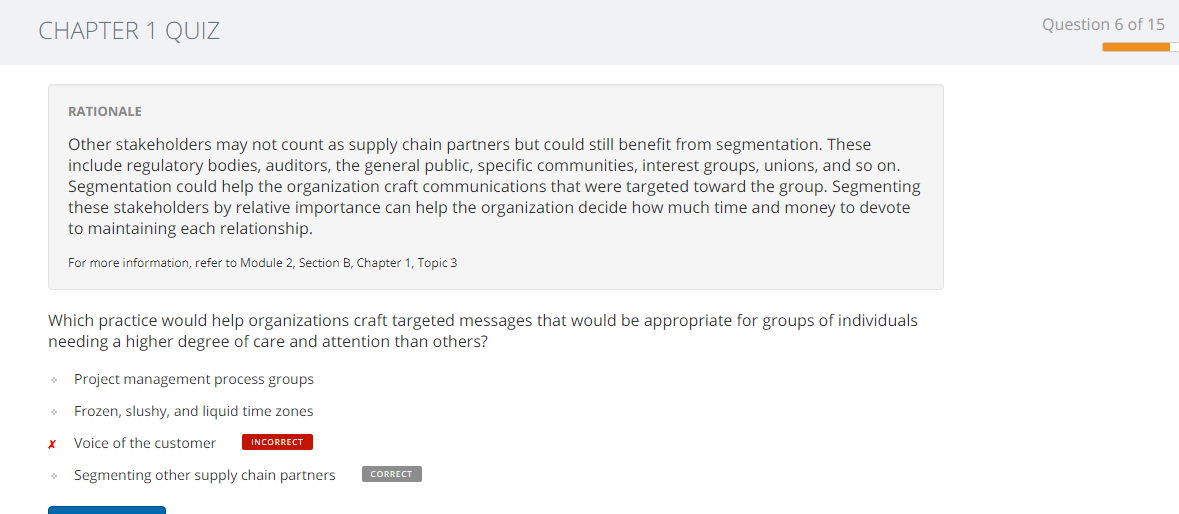 CHAPTER 1 QUIZ
Question 6 of 15
RATIONALE
Other stakeholders may not count as supply chain partners but could still benefit from segmentation. These
include regulatory bodies, auditors, the general public, specific communities, interest groups, unions, and so on.
Segmentation could help the organization craft communications that were targeted toward the group. Segmenting
these stakeholders by relative importance can help the organization decide how much time and money to devote
to maintaining each relationship.
For more information, refer to Module 2, Section B, Chapter 1, Topic 3
Which practice would help organizations craft targeted messages that would be appropriate for groups of individuals
needing a higher degree of care and attention than others?
Project management process groups
Frozen, slushy, and liquid time zones
✗ Voice of the customer INCORRECT
Segmenting other supply chain partners CORRECT